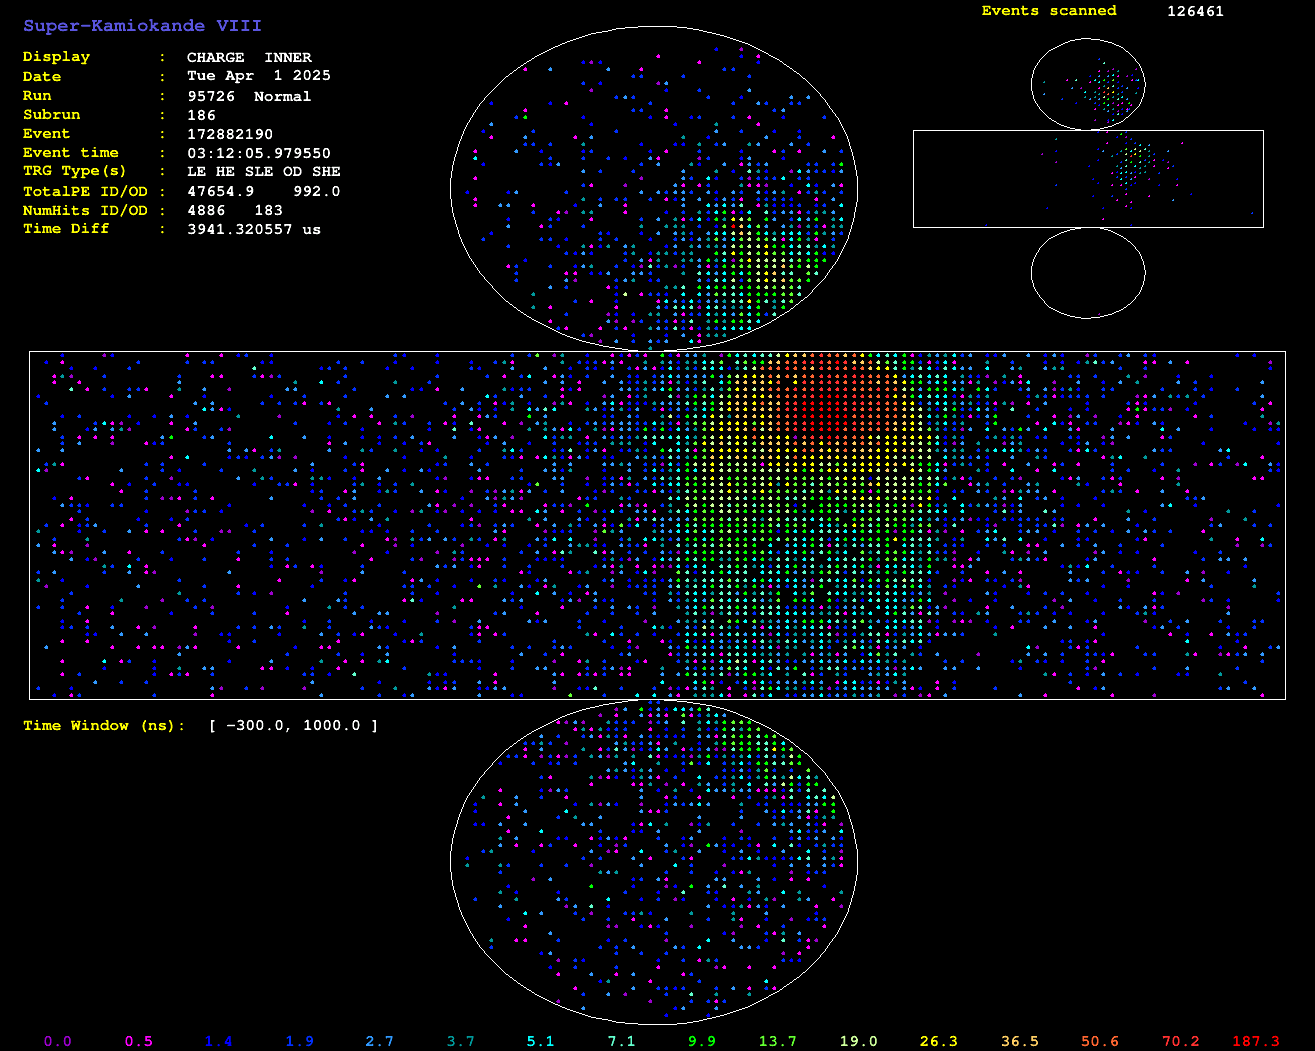 Events scanned 126461
Super-Kamiokande VIII
Display : CHARGE INNER
Date : Tue Apr 1 2025
Run : 95726 Normal
Subrun : 186
Event : 172882190
Event time : 03:12:05.979550
TRG Type(s) : LE HE SLE OD SHE
TotalPE ID/OD : 47654.9 992.0
NumHits ID/OD : 4886 183
Time Diff : 3941.320557 us
Time Window (ns): [ -300.0, 1000.0 ]
0.0 0.5 1.4 1.9 2.7 3.7 5.1 7.1 9.9 13.7 19.0 26.3 36.5 50.6 70.2 187.3